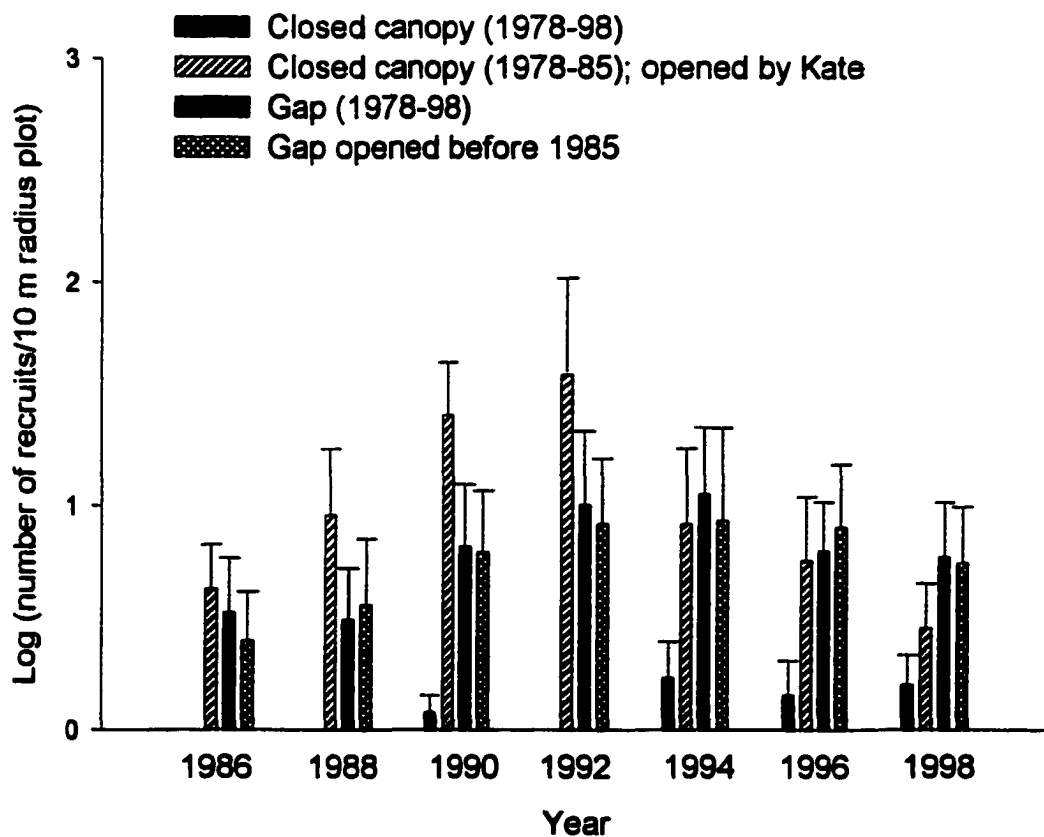 Closed canopy (1978-98)
Closed canopy (1978-85); opened by Kate
Gap (1978-98)
Gap opened before 1985
Log (number of recruits/10 m radius plot)
3
2
1
0
1986 1988 1990 1992 1994 1996 1998
Year